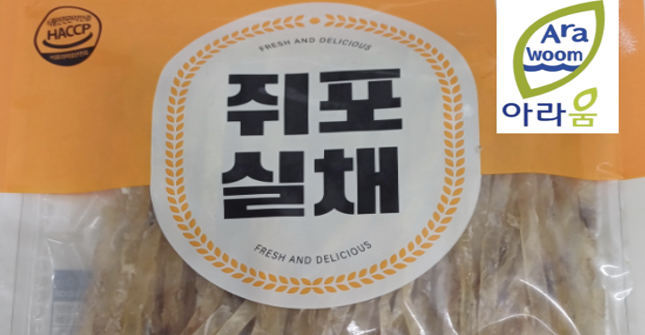 HACCP
FRESH AND DELICIOUS
쥐포
실채
FRESH AND DELICIOUS
Ara
woom
아라움